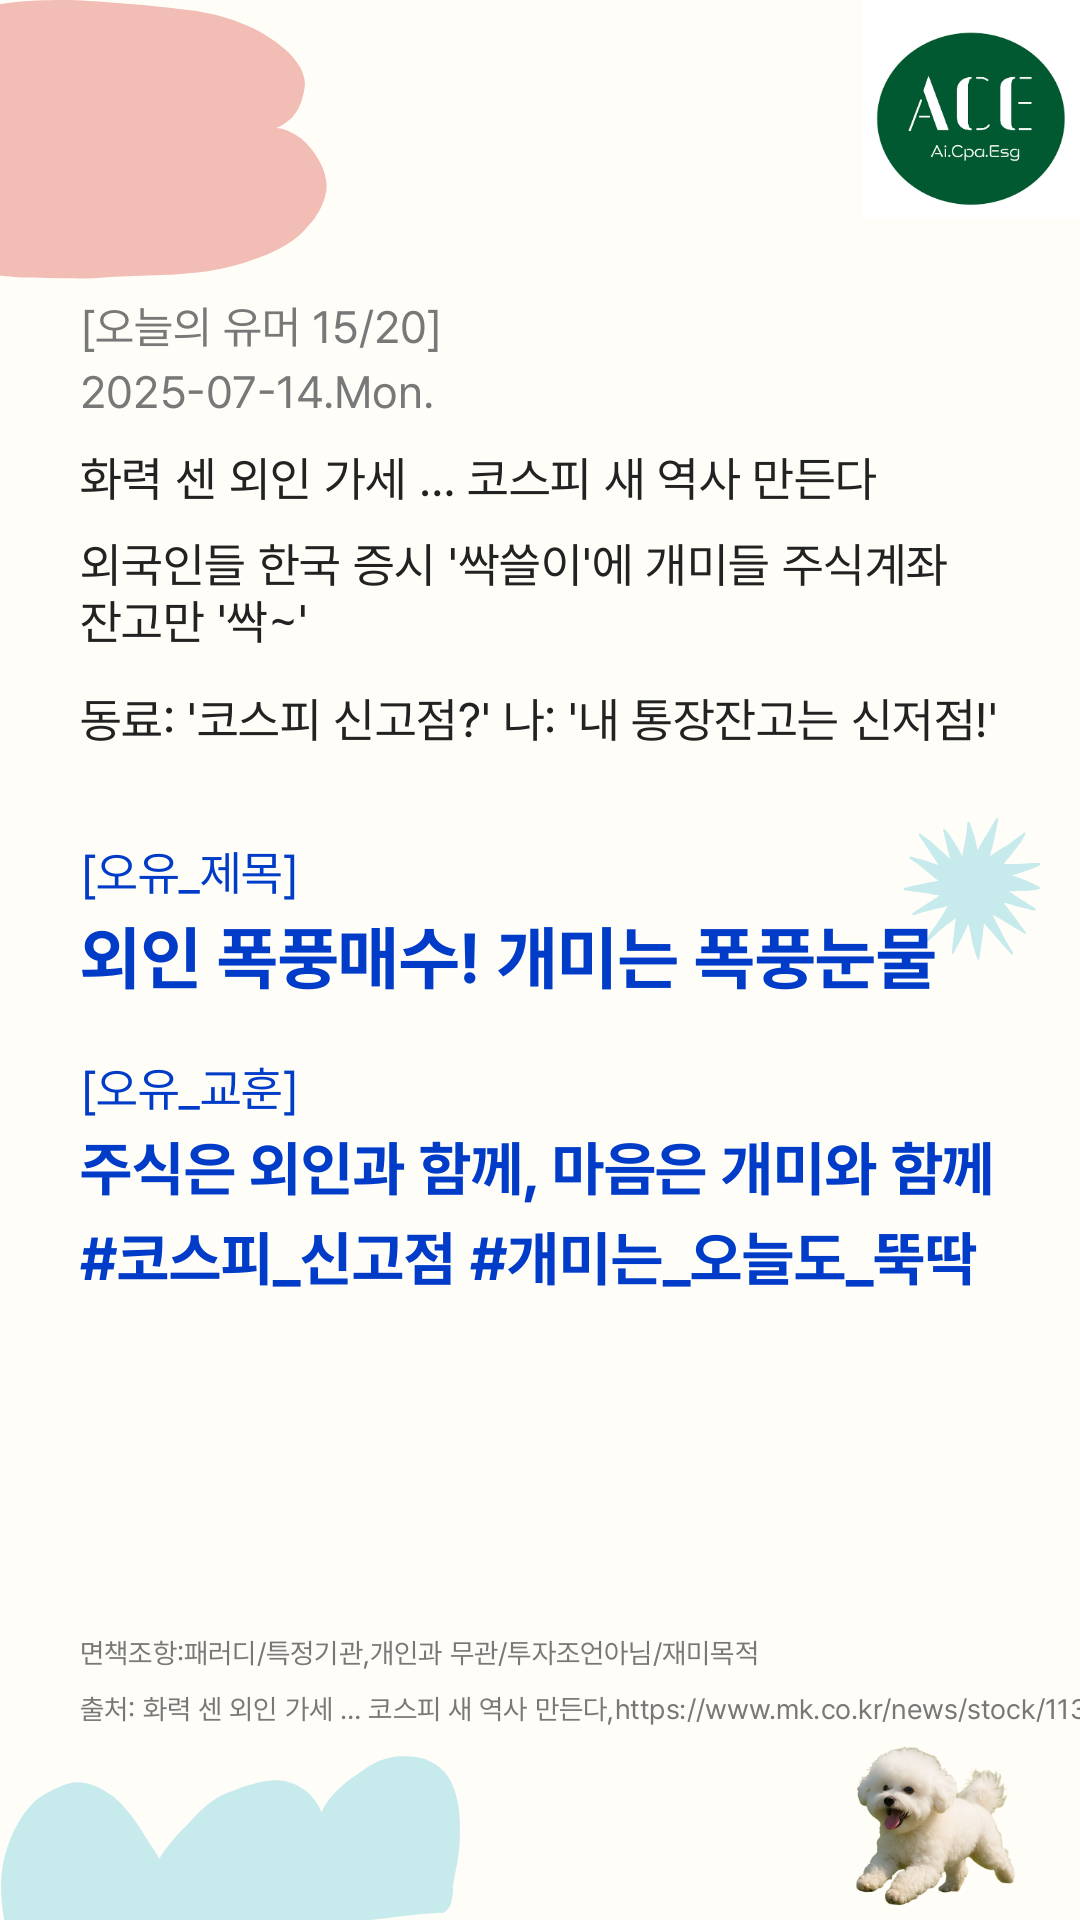 ACE
Ai.Cpa.Esg
[오늘의 유머 15/20]
2025-07-14.Mon.
화력 센 외인 가세 ... 코스피 새 역사 만든다
외국인들 한국 증시 '싹쓸이'에 개미들 주식계좌
잔고만 '싹~'
동료: '코스피 신고점?' 나: '내 통장잔고는 신저점!'
[오유_제목]
외인 폭풍매수! 개미는 폭풍눈물
[오유_교훈]
주식은 외인과 함께, 마음은 개미와 함께
#코스피_신고점 #개미는_오늘도_뚝딱
면책조항:패러디/특정기관,개인과 무관/투자조언아님/재미목적
출처: 화력 센 외인 가세 ... 코스피 새 역사 만든다,https://www.mk.co.kr/news/stock/113